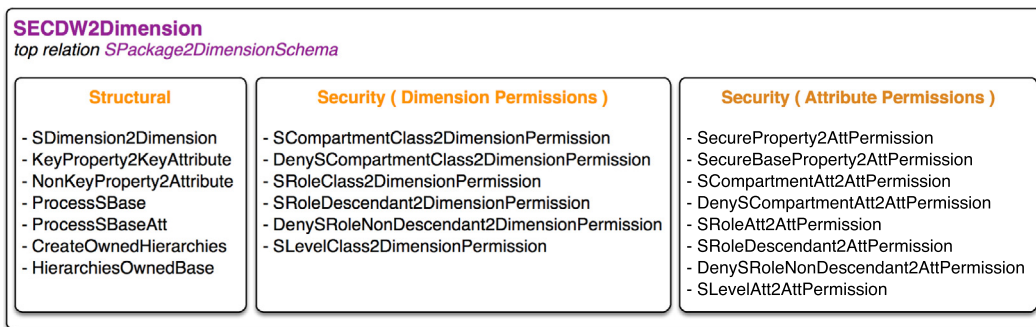 SECDW2Dimension
top relation SPackage2DimensionSchema
Structural
- SDimension2Dimension
- KeyProperty2KeyAttribute
- NonKeyProperty2Attribute
- ProcessSBase
- ProcessSBaseAtt
- CreateOwnedHierarchies
- HierarchiesOwnedBase
Security ( Dimension Permissions )
- SCompartmentClass2DimensionPermission
- DenySCompartmentClass2DimensionPermission
- SRoleClass2DimensionPermission
- SRoleDescendant2DimensionPermission
- DenySRoleNonDescendant2DimensionPermission
- SLevelClass2DimensionPermission
Security ( Attribute Permissions )
- SecureProperty2AttPermission
- SecureBaseProperty2AttPermission
- SCompartmentAtt2AttPermission
- DenySCompartmentAtt2AttPermission
- SRoleAtt2AttPermission
- SRoleDescendant2AttPermission
- DenySRoleNonDescendant2AttPermission
- SLevelAtt2AttPermission